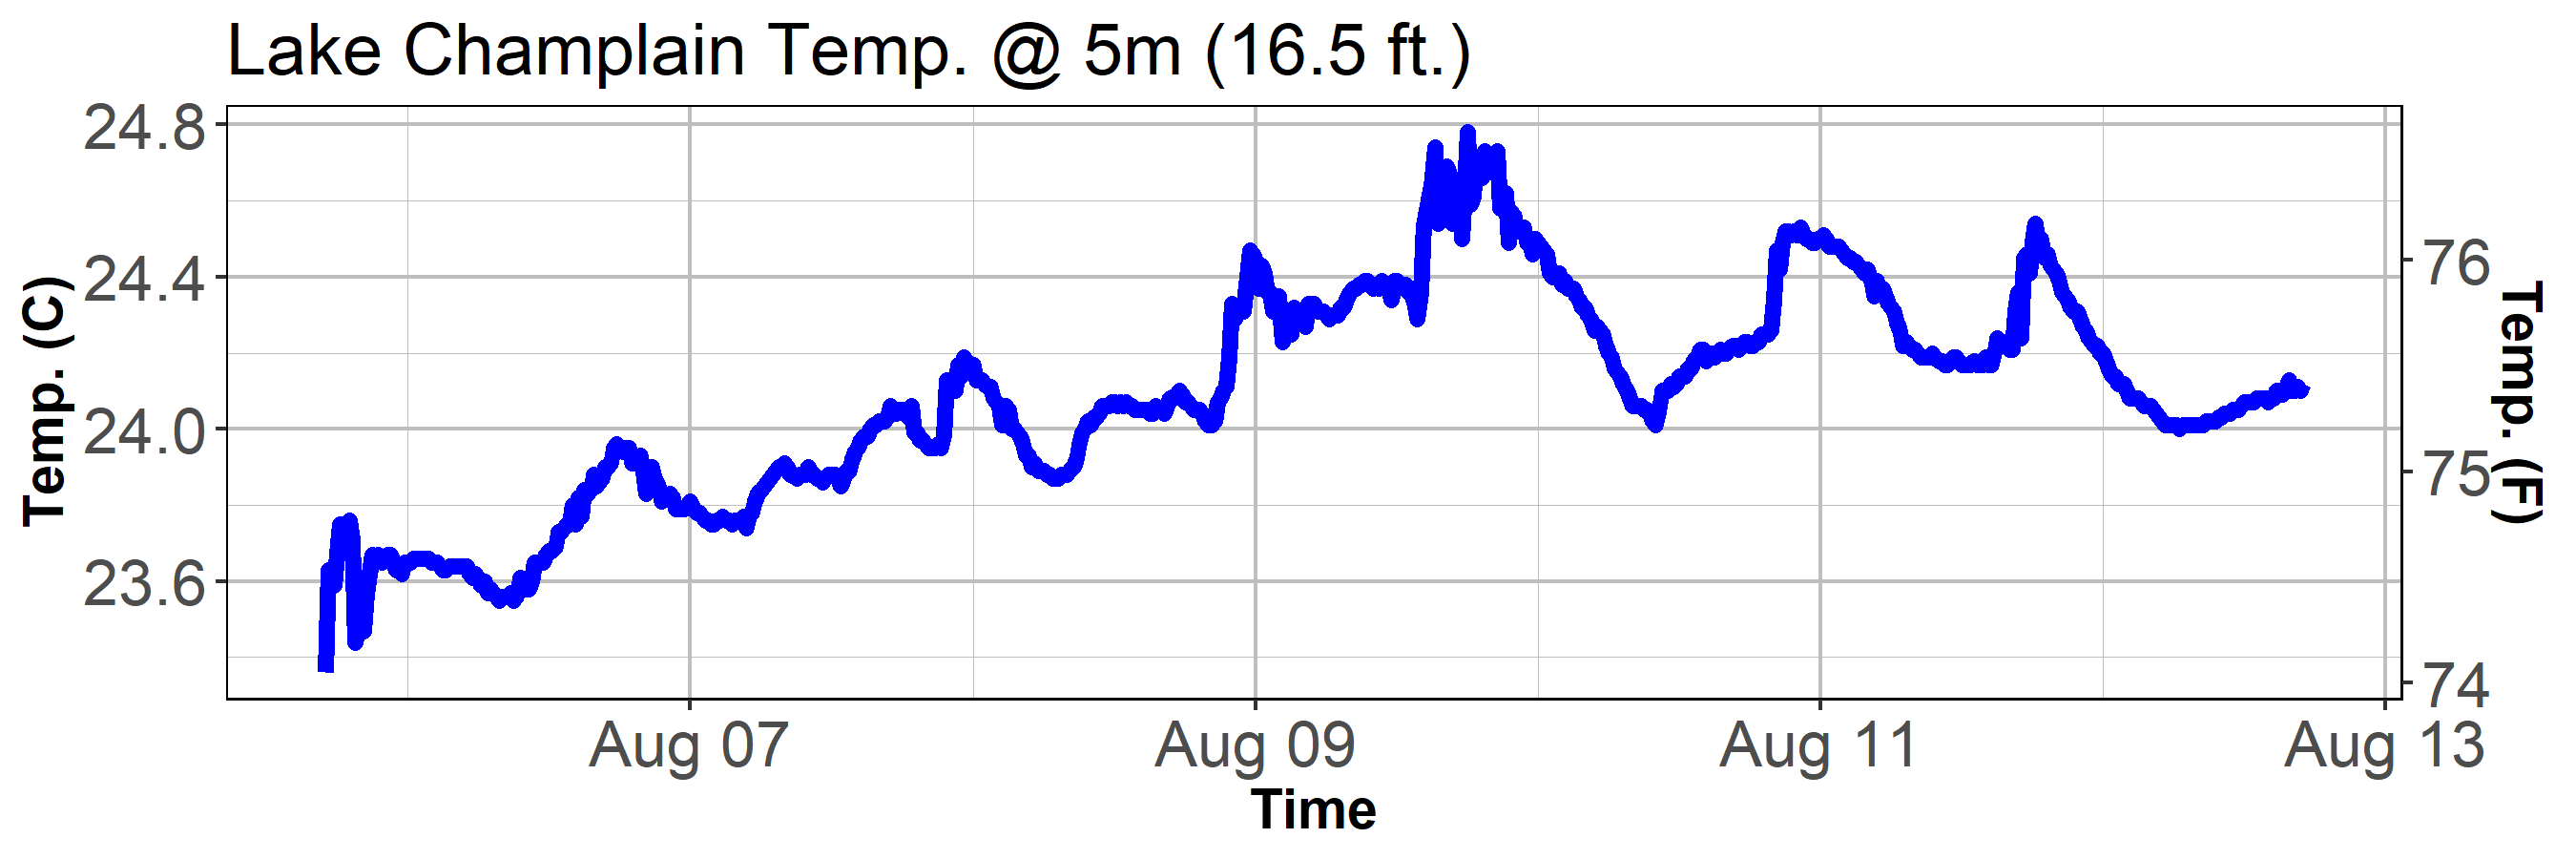 Lake Champlain Temp. @ 5m (16.5 ft.)
Temp. (C)
24.8
24.4
24.0
23.6
76
75
74
Temp. (F)
Aug 07
Aug 09
Aug 11
Aug 13
Time